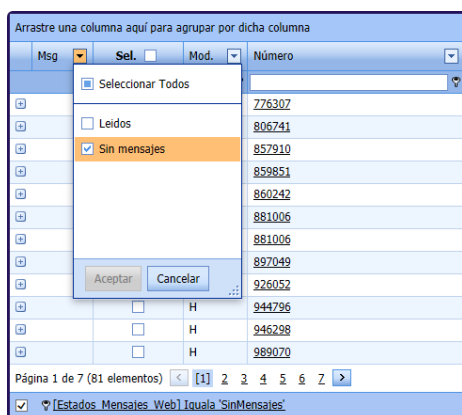 Arrastre una columna aquí para agrupar por dicha columna
Msg Sel. Mod. Número
Seleccionar Todos
776307
Leidos
806741
Sin mensajes
857910
859851
860242
881006
881006
897049
Aceptar Cancelar
926052
H 944796
H 946298
H 989070
Página 1 de 7 (81 elementos) < [1] 2 3 4 5 6 7 >
[Estados_Mensajes_Web] Iguala 'SinMensajes'